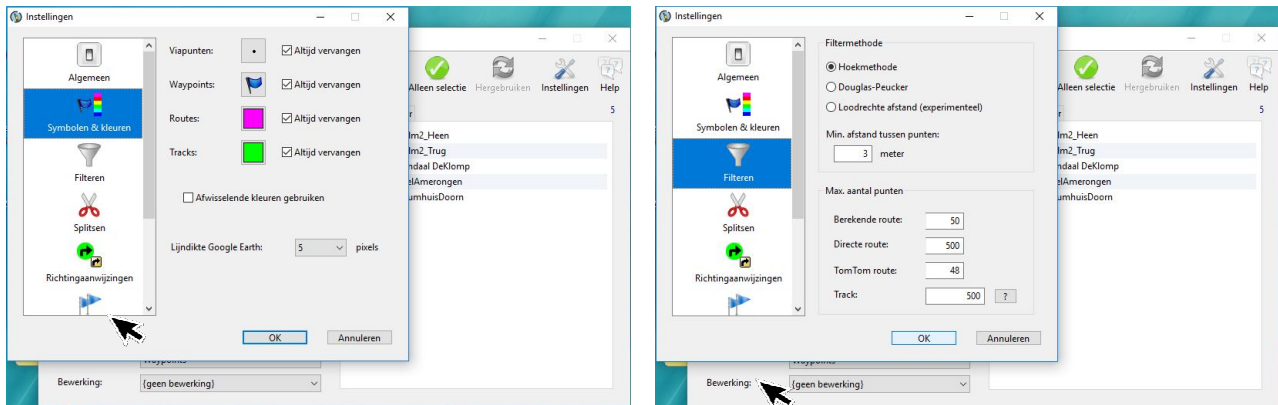 Instellingen
Algemeen
Symbolen & kleuren
Filteren
Splitsen
Richtingaanwijzingen
Viapunten: Altijd vervangen
Waypoints: Altijd vervangen
Routes: Altijd vervangen
Tracks: Altijd vervangen
Afwisselende kleuren gebruiken
Lijndikte Google Earth: 5 pixels
OK Annuleren
Alleen selectie Hergebruiken Instellingen Help
r 5
lm2_Heen
lm2_Trug
ndaal DeKlomp
elAmerongen
umhuisDoorn
Waypoints
Bewerking: {geen bewerking}
Instellingen
Algemeen
Symbolen & kleuren
Filteren
Splitsen
Richtingaanwijzingen
Filtermethode
Hoekmethode
Douglas-Peucker
Loodrechte afstand (experimenteel)
Min. afstand tussen punten:
3 meter
Max. aantal punten
Berekende route: 50
Directe route: 500
TomTom route: 48
Track: 500 ?
OK Annuleren
Alleen selectie Hergebruiken Instellingen Help
r 5
lm2_Heen
lm2_Trug
ndaal DeKlomp
elAmerongen
umhuisDoorn
Waypoints
Bewerking: {geen bewerking}